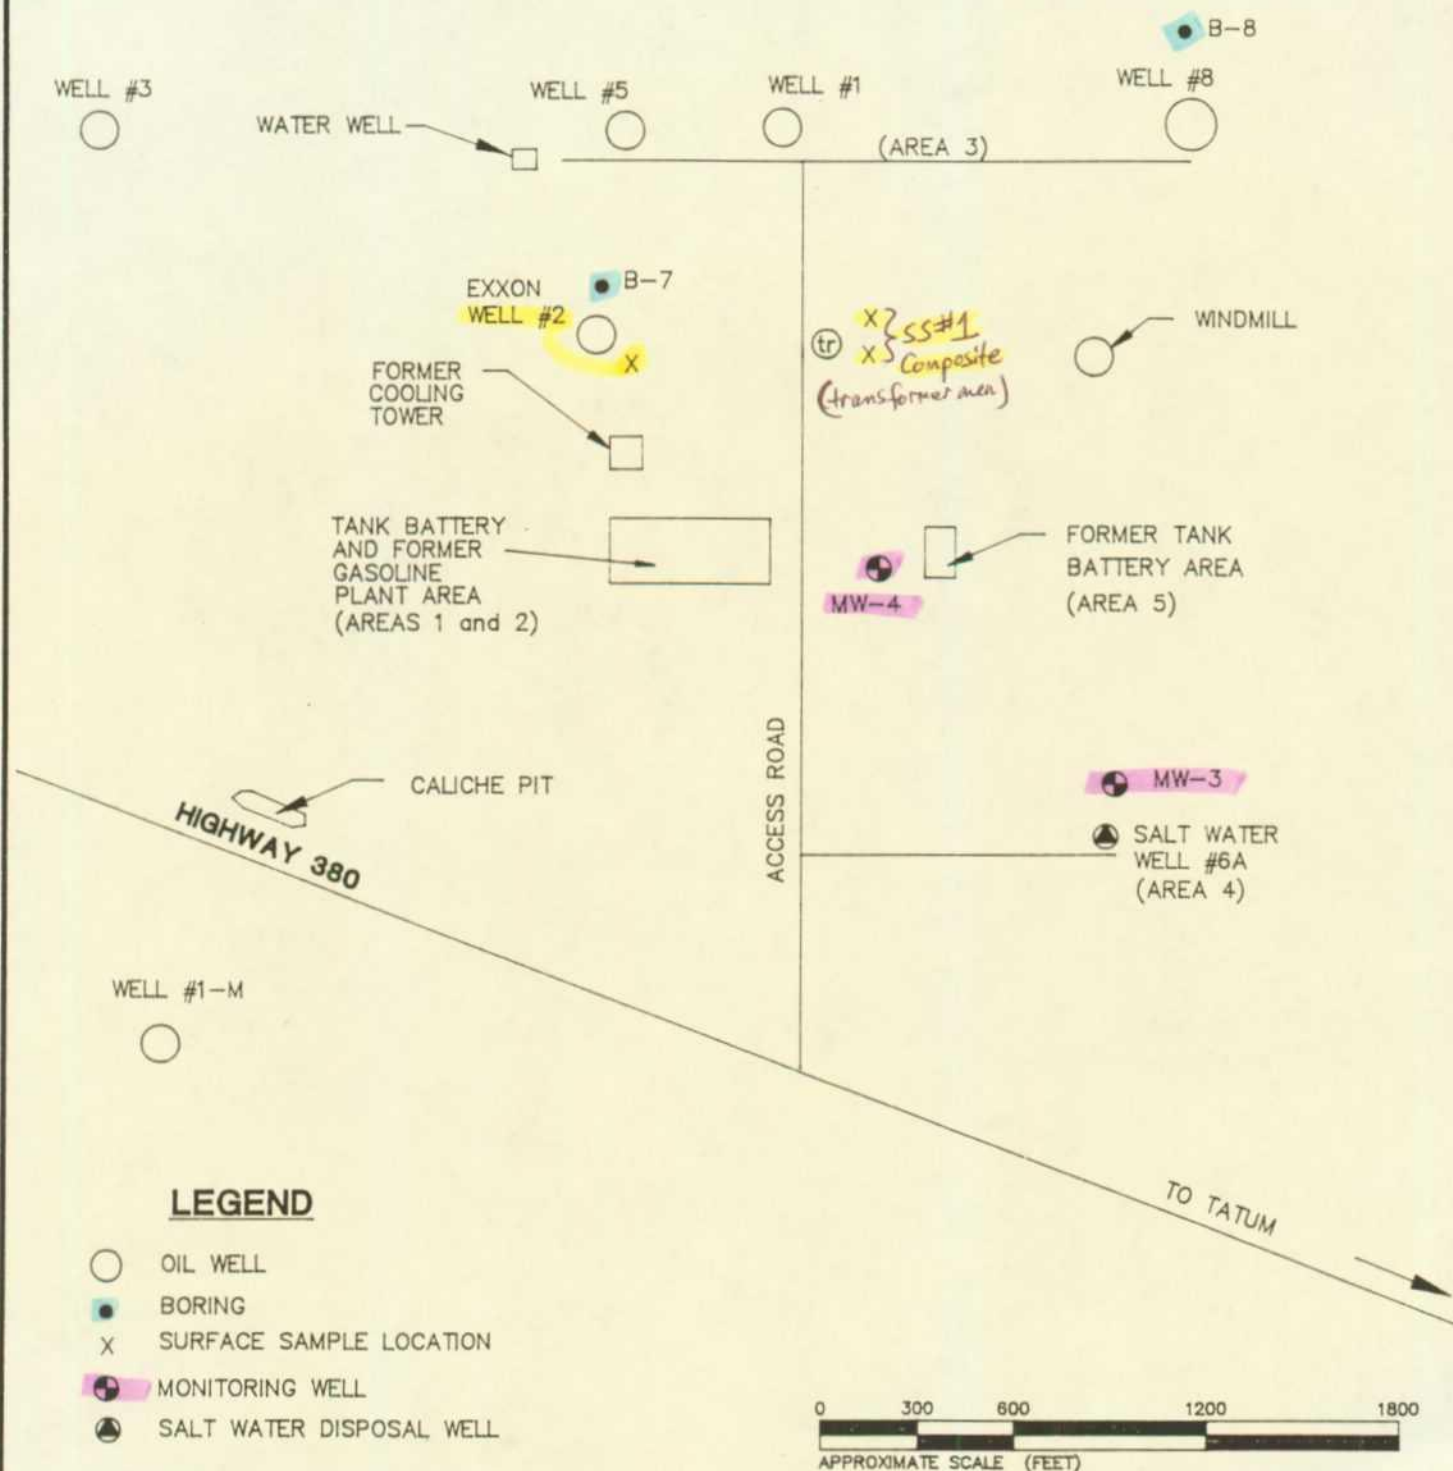 B-8
WELL #3
WELL #5
WELL #1
WELL #8
WATER WELL
(AREA 3)
EXXON
WELL #2
B-7
X
tr
X
X
SS#1
Composite
(transformer area)
WINDMILL
FORMER
COOLING
TOWER
TANK BATTERY
AND FORMER
GASOLINE
PLANT AREA
(AREAS 1 and 2)
MW-4
FORMER TANK
BATTERY AREA
(AREA 5)
CALICHE PIT
HIGHWAY 380
ACCESS ROAD
MW-3
SALT WATER
WELL #6A
(AREA 4)
WELL #1-M
TO TATUM
LEGEND
OIL WELL
BORING
X SURFACE SAMPLE LOCATION
MONITORING WELL
SALT WATER DISPOSAL WELL
0 300 600 1200 1800
APPROXIMATE SCALE (FEET)